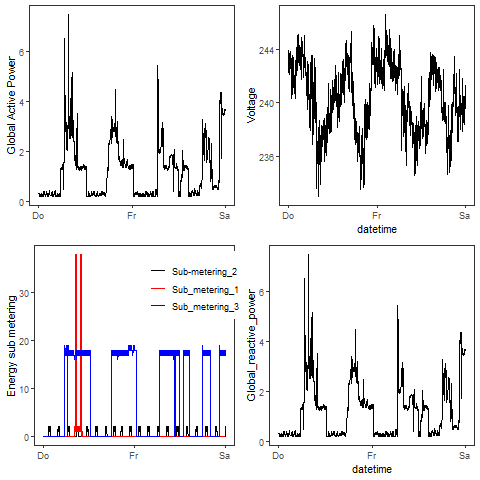 Global Active Power
6
4
2
0
Do Fr Sa
Voltage
244
240
236
Do Fr Sa
datetime
Energy sub metering
30
20
10
0
Do Fr Sa
Sub-metering_2
Sub_metering_1
Sub_metering_3
Global_reactive_power
6
4
2
0
Do Fr Sa
datetime